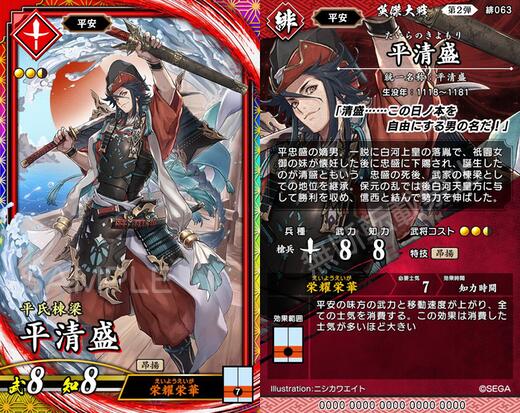 平安
SAMPLE
平氏棟梁
平清盛
昂揚
武8 知8
えいようえいが
栄耀栄華
7
緋
平安
英傑大戦
第2弾
緋063
たいらのきよもり
平清盛
統一名称:平清盛
生没年:1118~1181
「清盛……この日ノ本を
自由にする男の名だ!」
平忠盛の嫡男。一説に白河上皇の落胤で、祇園女
御の妹が懐妊した後に忠盛に下賜され、誕生した
のが清盛ともいう。忠盛の死後、武家の棟梁とし
ての地位を継承。保元の乱では後白河天皇方に与
して勝利を収め、信西と結んで勢力を伸ばした。
兵種 武力 知力 武将コスト
槍兵 8 8
特技 昂揚
えいようえいが
栄耀栄華
必要士気
7
効果時間
知力時間
効果範囲
平安の味方の武力と移動速度が上がり、全
ての士気を消費する。この効果は消費した
士気が多いほど大きい
Illustration:ニシカワエイト
©SEGA
0000 0000 0000 0000 0000